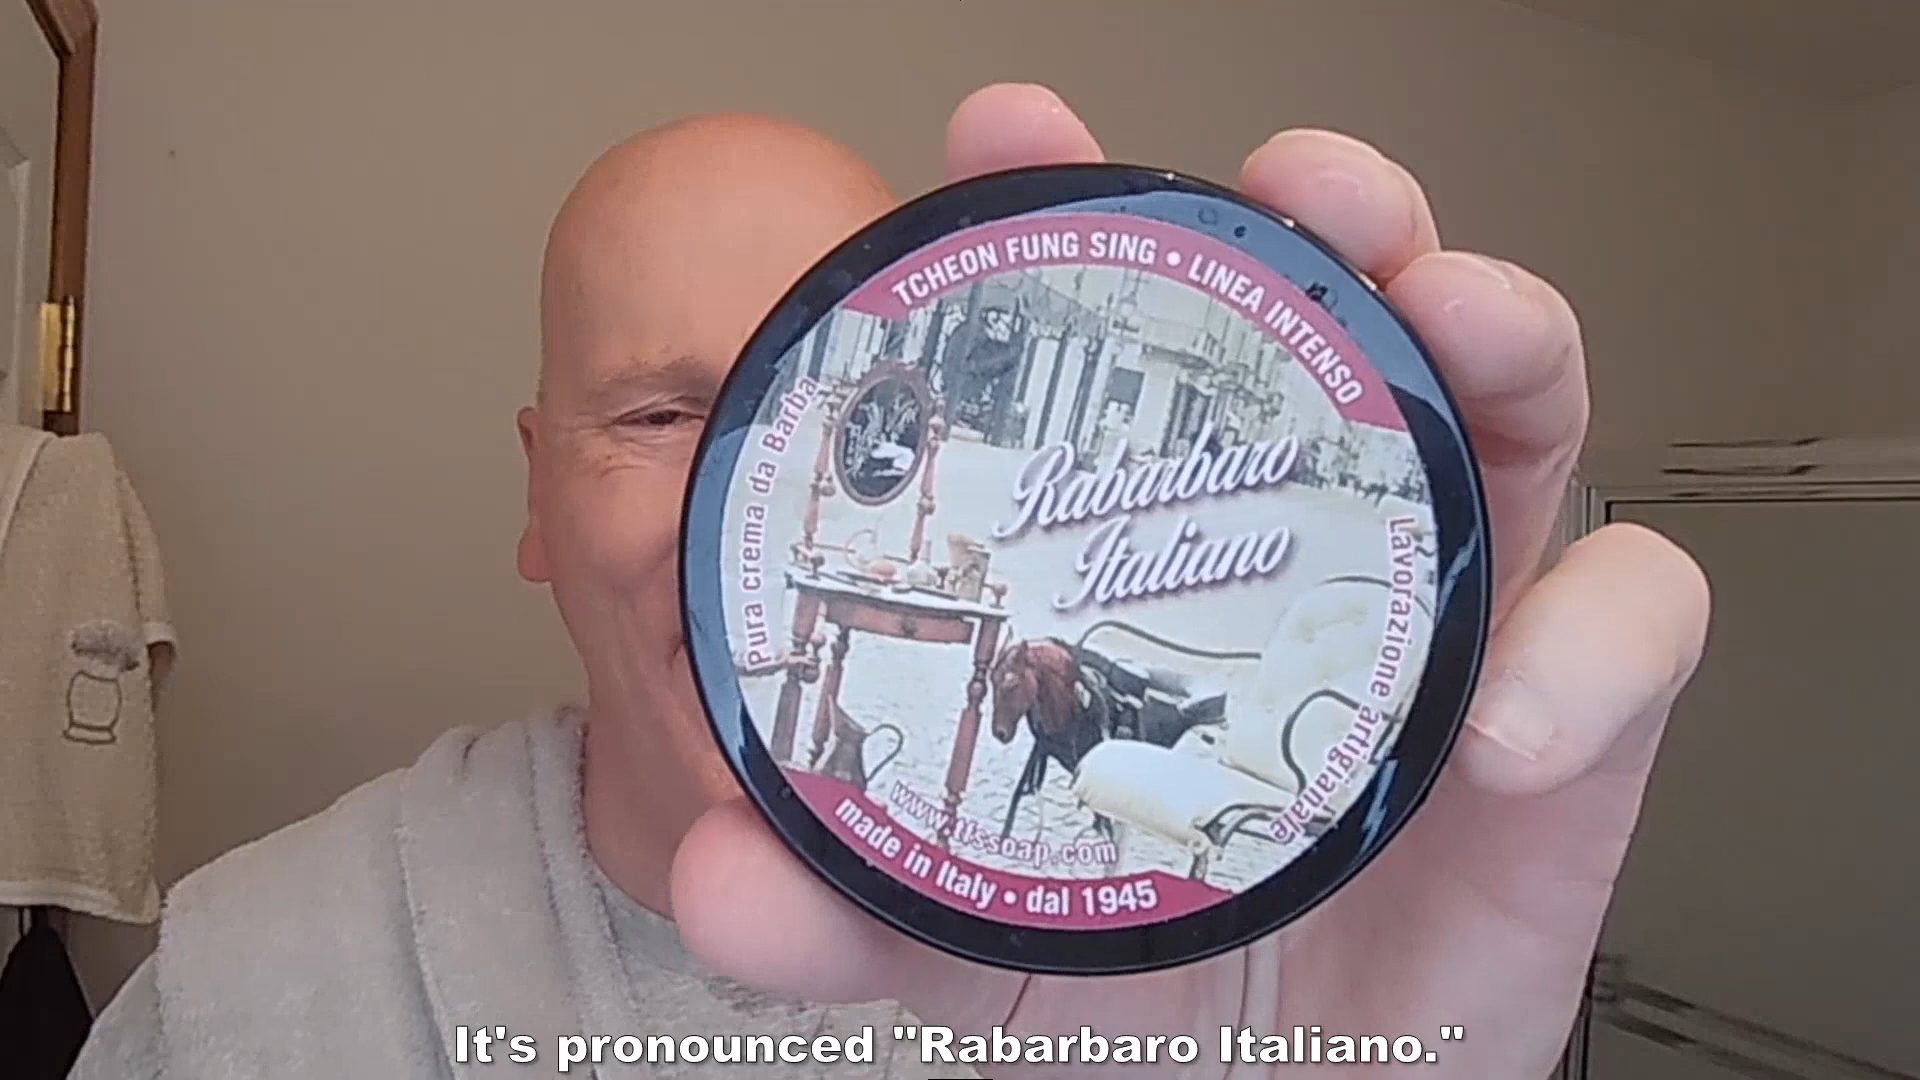 TCHEON FUNG SING • LINEA INTENSO
Pura crema da Barba
Rabarbaro
Italiano
Lavorazione artigianale
www.tfssoap.com
made in Italy • dal 1945
It's pronounced "Rabarbaro Italiano."